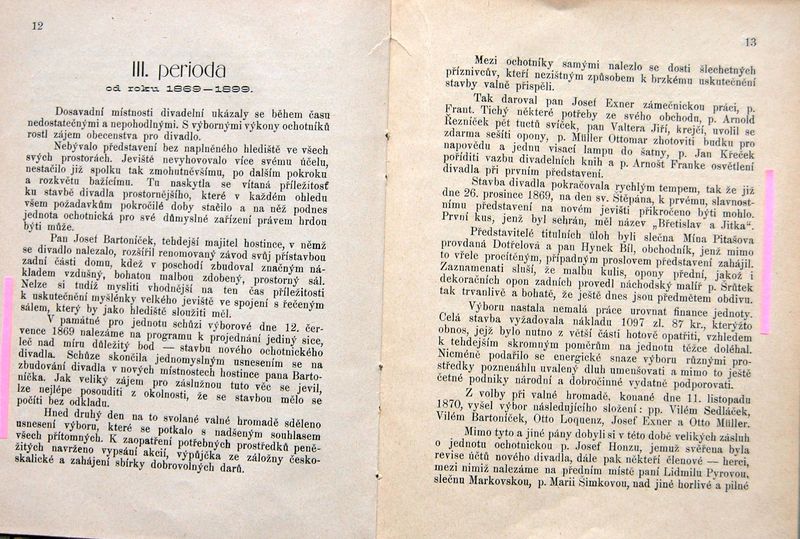 12
III. perioda
od roku 1869—1899.
Dosavadní místnosti divadelní ukázaly se během času
nedostatečnými a nepohodlnými. S výbornými výkony ochotníků
rostl zájem obecenstva pro divadlo.
Nebývalo představení bez naplněného hlediště ve všech
svých prostorách. Jeviště nevyhovovalo více svému účelu,
nestačilo již spolku tak zmohutněvšímu, po dalším pokroku
a rozkvětu bažícímu. Tu naskytla se vítaná příležitosť
ku stavbě divadla prostornějšího, které v každém ohledu
všem požadavkům pokročilé doby stačilo a na něž podnes
jednota ochotnická pro své důmyslné zařízení právem hrdou
býti může.
Pan Josef Bartoníček, tehdejší majitel hostince, v němž
se divadlo nalezalo, rozšířil renomovaný závod svůj přístavbou
zadní části domu, kdež v poschodí zbudoval značným ná-
kladem vzdušný, bohatou malbou zdobený, prostorný sál.
Nelze si tudíž mysliti vhodnější na ten čas příležitosti
k uskutečnění myšlénky velkého jeviště ve spojení s řečeným
sálem, který by jako hlediště sloužiti měl.
V památné pro jednotu schůzi výborové dne 12. čer-
vence 1869 nalezáme na programu k projednání jediný sice,
leč nad míru důležitý bod — stavbu nového ochotnického
divadla. Schůze skončila jednomyslným usnesením se na
zbudování divadla v nových místnostech hostince pana Barto-
níčka. Jak veliký zájem pro záslužnou tuto věc se jevil,
lze nejlépe posouditi z okolnosti, že se stavbou mělo se
počíti bez odkladu.
Hned druhý den na to svolané valné hromadě sděleno
usnesení výboru, které se potkalo s nadšeným souhlasem
všech přítomných. K zaopatření potřebných prostředků peně-
žitých navrženo vypsání akcií, výpůjčka ze záložny česko-
skalické a zahájení sbírky dobrovolných darů.
13
Mezi ochotníky samými nalezlo se dosti šlechetných
příznivcův, kteří nezištným způsobem k brzkému uskutečnění
stavby valně přispěli.
Tak daroval pan Josef Exner zámečnickou práci, p.
Frant. Tichý některé potřeby ze svého obchodu, p. Arnold
Řezníček pět tuctů svíček, pan Valtera Jiří, krejčí, uvolil se
zdarma sešíti opony, p. Müller Ottomar zhotoviti budku pro
napovědu a jednu visací lampu do šatny, p. Jan Křeček
poříditi vazbu divadelních knih a p. Arnošt Franke osvětlení
divadla při prvním představení.
Stavba divadla pokračovala rychlým tempem, tak že již
dne 26. prosince 1869, na den sv. Štěpána, k prvému, slavnost-
nímu představení na novém jevišti přikročeno býti mohlo.
První kus, jenž byl sehrán, měl název „Břetislav a Jitka“.
Představiteli titulních úloh byli slečna Mína Pitašova
provdaná Dotřelova a pan Hynek Bíl, obchodník, jenž mimo
to vřele procítěným, případným proslovem představení zahájil.
Zaznamenati sluší, že malbu kulis, opony přední, jakož i
dekoračních opon zadních provedl náchodský malíř p. Šrůtek
tak trvanlivě a bohatě, že ještě dnes jsou předmětem obdivu.
Výboru nastala nemalá práce urovnat finance jednoty.
Celá stavba vyžadovala nákladu 1097 zl. 87 kr., kterýžto
obnos, jejž bylo nutno z větší části hotově opatřiti, vzhledem
k tehdejším skromným poměrům na jednotu těžce doléhal.
Nicméně podařilo se energické snaze výboru různými pro-
středky poznenáhlu uvalený dluh umenšovati a mimo to ještě
četné podniky národní a dobročinné vydatně podporovati.
Z volby při valné hromadě, konané dne 11. listopadu
1870, vyšel výbor následujícího složení: pp. Vilém Sedláček,
Vilém Bartoníček, Otto Loquenz, Josef Exner a Otto Müller.
Mimo tyto a jiné pány dobyli si v této době velikých zásluh
o jednotu ochotnickou p. Josef Honzu, jemuž svěřena byla
revise účtů nového divadla, dále pak někteří členové — herci,
mezi nimiž nalezáme na předním místě paní Lidmilu Pyrovou,
slečnu Markovskou, p. Marii Šimkovou, nad jiné horlivé a pilné